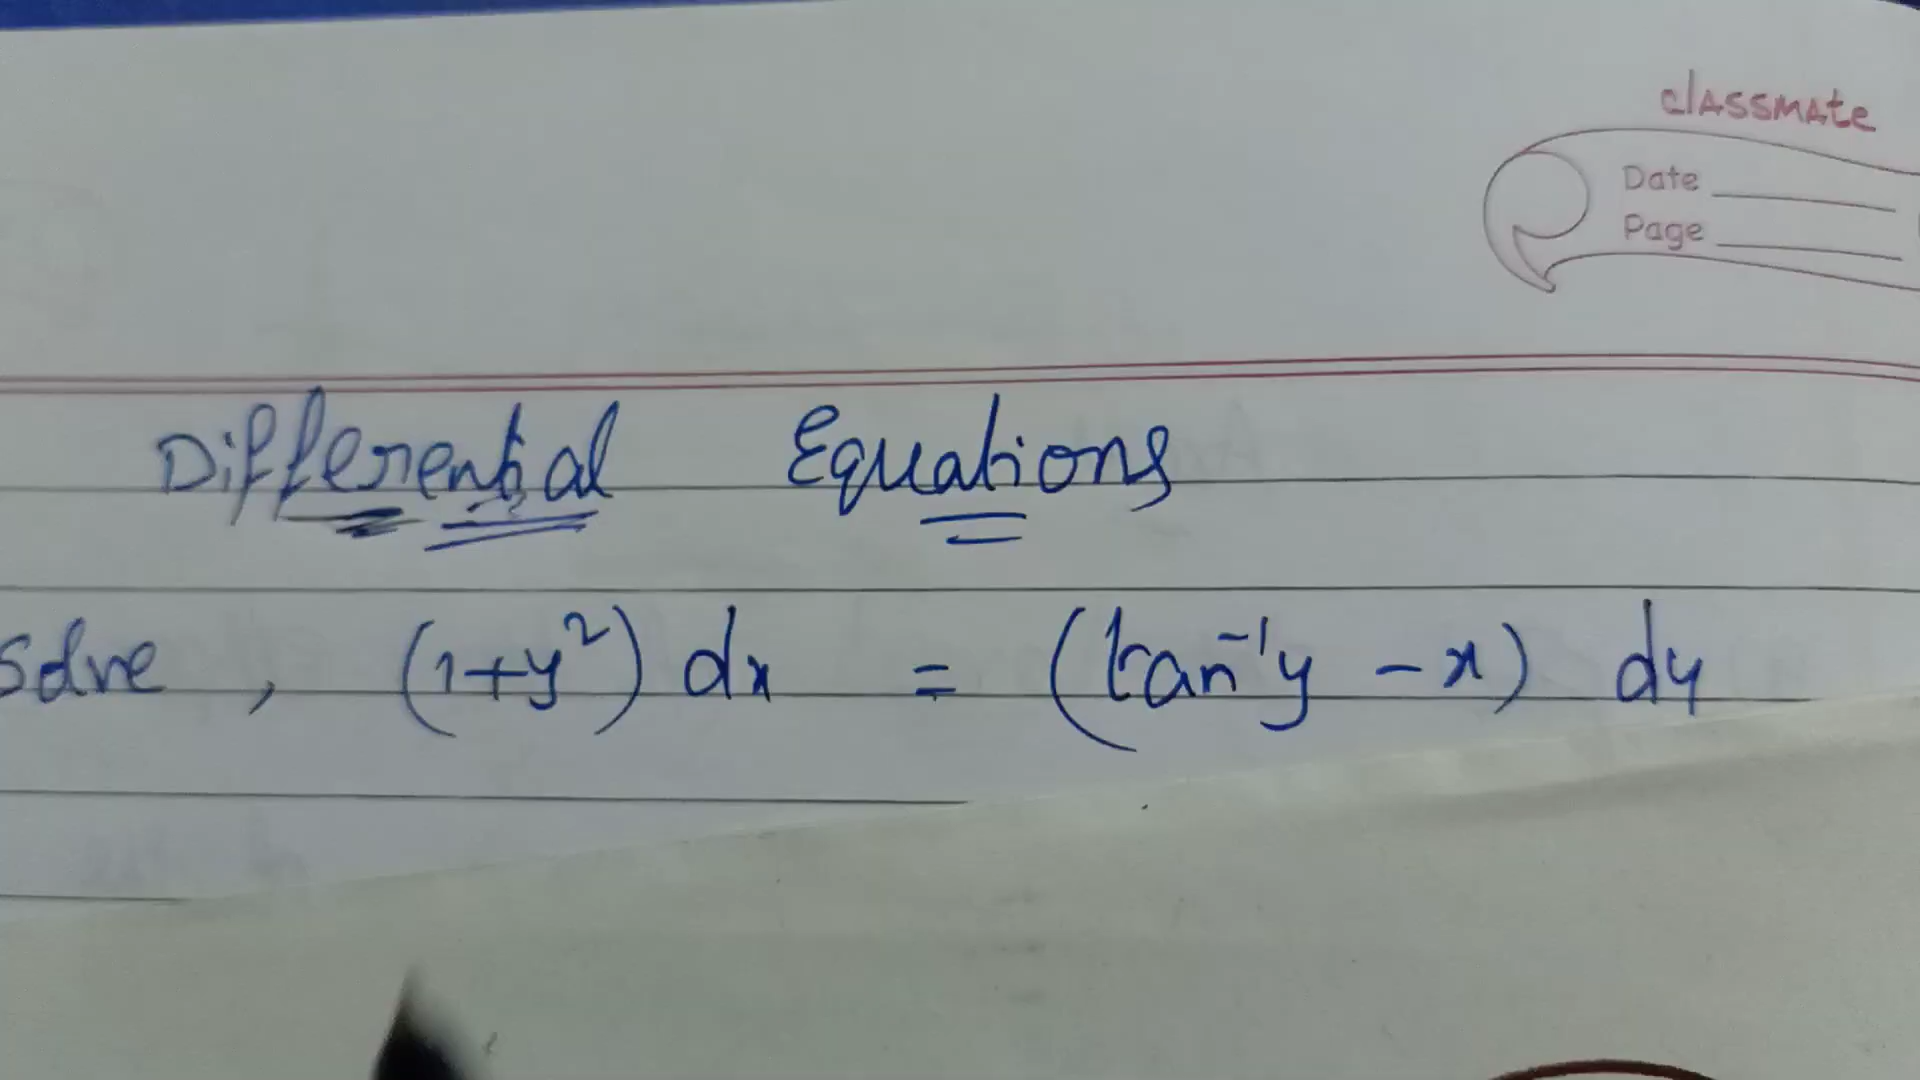 classmate
Date
Page
Differential Equations
Solve , (1+y²) dx = (tan⁻¹y - x) dy